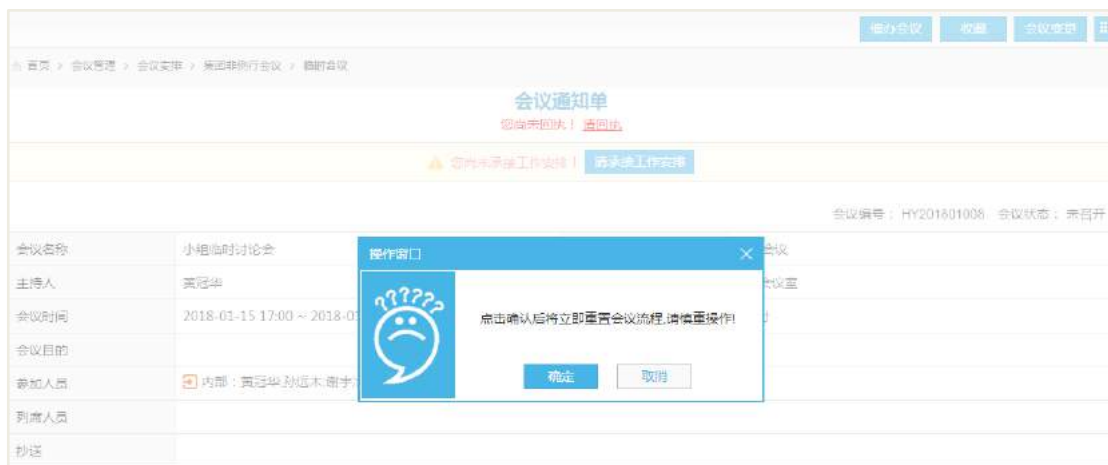 催办会议 收藏 会议变更
首页 > 会议管理 > 会议安排 > 集团非例行会议 > 临时会议
会议通知单
您尚未回执！ 请回执
您尚未承接工作安排！ 请承接工作安排
会议编号： HY201801008 会议状态： 未召开
会议名称 小组临时讨论会 会议
操作窗口
主持人 黄冠华 会议室
??????
会议时间 2018-01-15 17:00 ~ 2018-01
点击确认后将立即重置会议流程,请慎重操作!
会议目的
确定 取消
参加人员 内部：黄冠华,孙远木,谢宇
列席人员
抄送